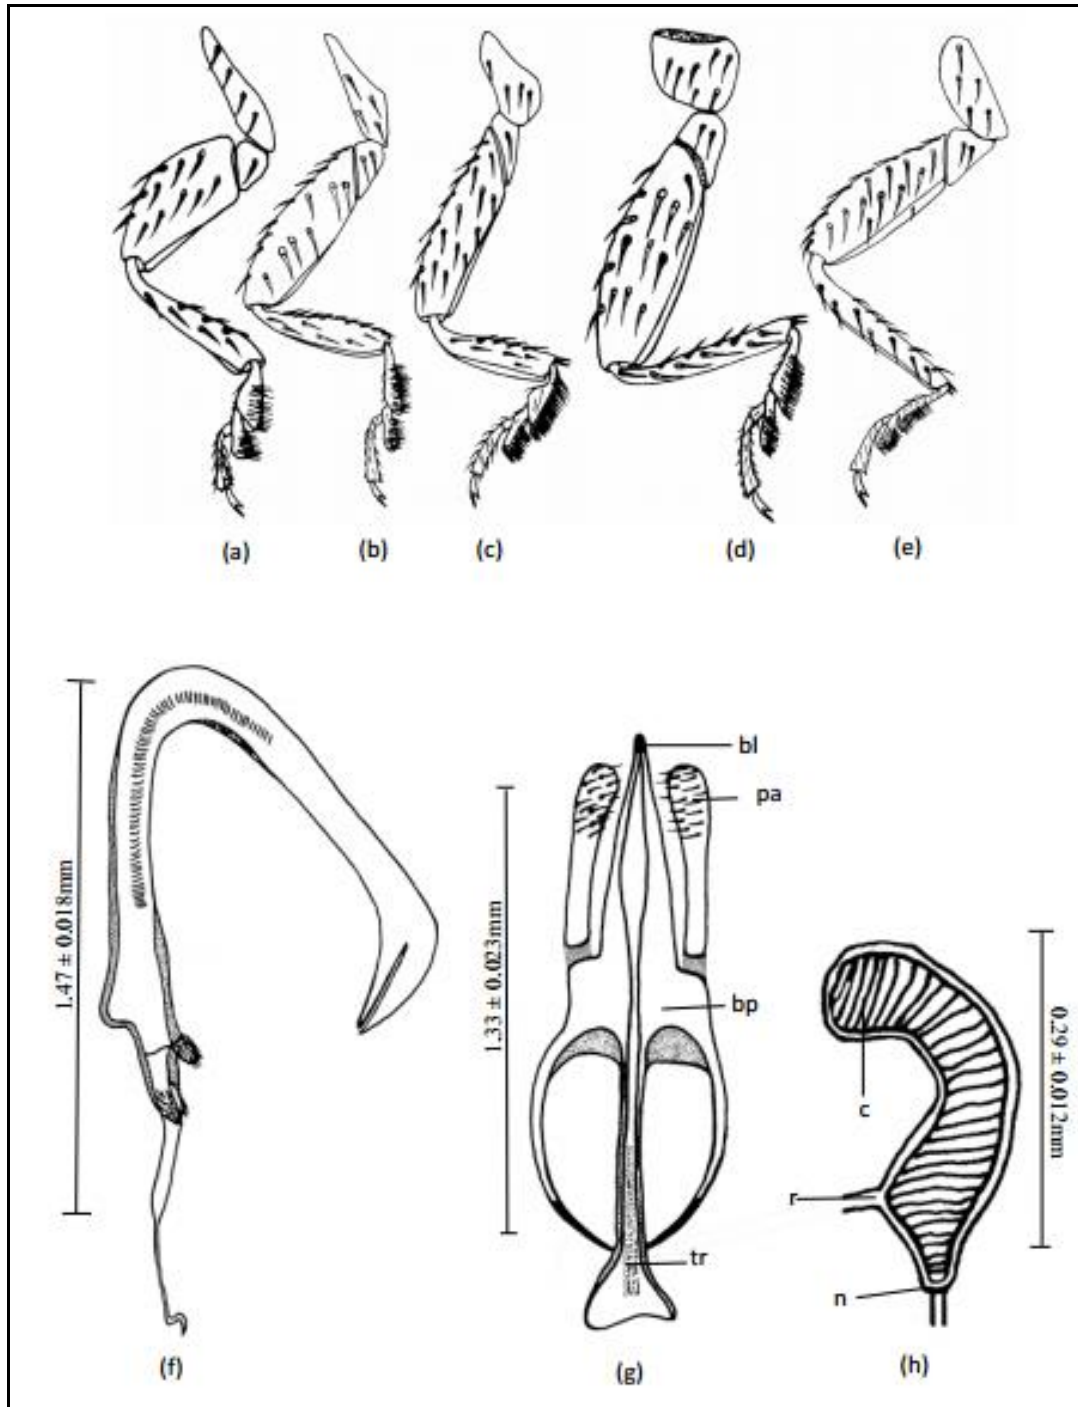 (a)
(b)
(c)
(d)
(e)
1.47 ± 0.018mm
(f)
1.33 ± 0.023mm
bl
pa
bp
tr
(g)
0.29 ± 0.012mm
c
r
n
(h)